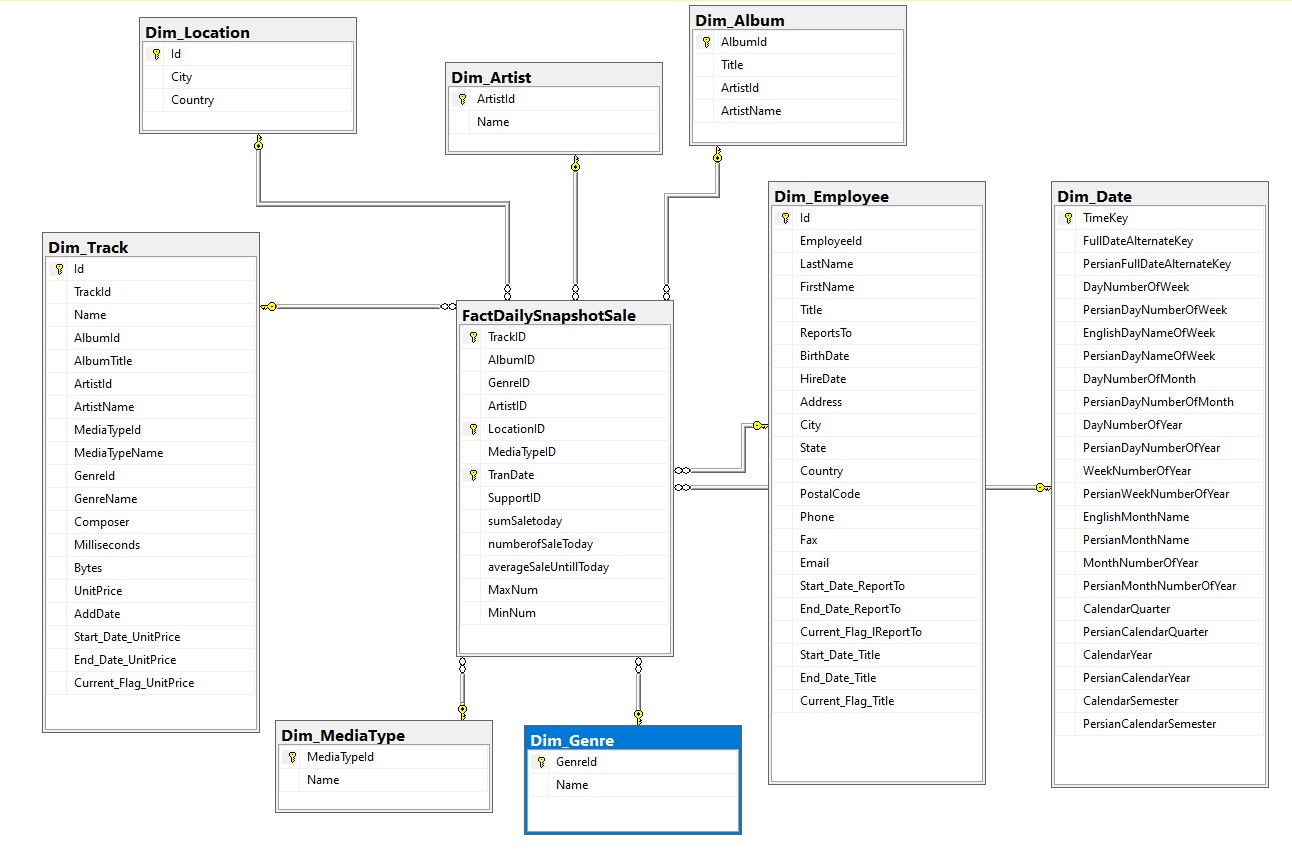 Dim_Location
Id
City
Country
Dim_Artist
ArtistId
Name
Dim_Album
AlbumId
Title
ArtistId
ArtistName
Dim_Track
Id
TrackId
Name
AlbumId
AlbumTitle
ArtistId
ArtistName
MediaTypeId
MediaTypeName
GenreId
GenreName
Composer
Milliseconds
Bytes
UnitPrice
AddDate
Start_Date_UnitPrice
End_Date_UnitPrice
Current_Flag_UnitPrice
FactDailySnapshotSale
TrackID
AlbumID
GenreID
ArtistID
LocationID
MediaTypeID
TranDate
SupportID
sumSaletoday
numberofSaleToday
averageSaleUntillToday
MaxNum
MinNum
Dim_Employee
Id
EmployeeId
LastName
FirstName
Title
ReportsTo
BirthDate
HireDate
Address
City
State
Country
PostalCode
Phone
Fax
Email
Start_Date_ReportTo
End_Date_ReportTo
Current_Flag_IReportTo
Start_Date_Title
End_Date_Title
Current_Flag_Title
Dim_Date
TimeKey
FullDateAlternateKey
PersianFullDateAlternateKey
DayNumberOfWeek
PersianDayNumberOfWeek
EnglishDayNameOfWeek
PersianDayNameOfWeek
DayNumberOfMonth
PersianDayNumberOfMonth
DayNumberOfYear
PersianDayNumberOfYear
WeekNumberOfYear
PersianWeekNumberOfYear
EnglishMonthName
PersianMonthName
MonthNumberOfYear
PersianMonthNumberOfYear
CalendarQuarter
PersianCalendarQuarter
CalendarYear
PersianCalendarYear
CalendarSemester
PersianCalendarSemester
Dim_MediaType
MediaTypeId
Name
Dim_Genre
GenreId
Name